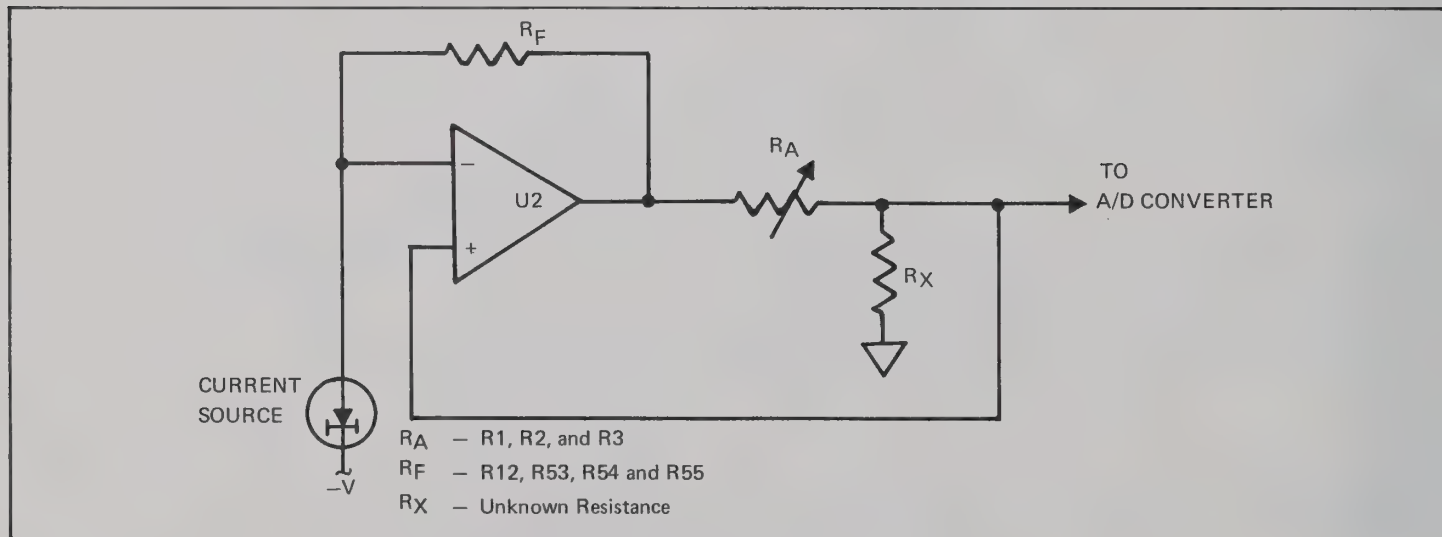 RF
−
U2
+
RA
TO
A/D CONVERTER
RX
CURRENT
SOURCE
−V
RA − R1, R2, and R3
RF − R12, R53, R54 and R55
RX − Unknown Resistance